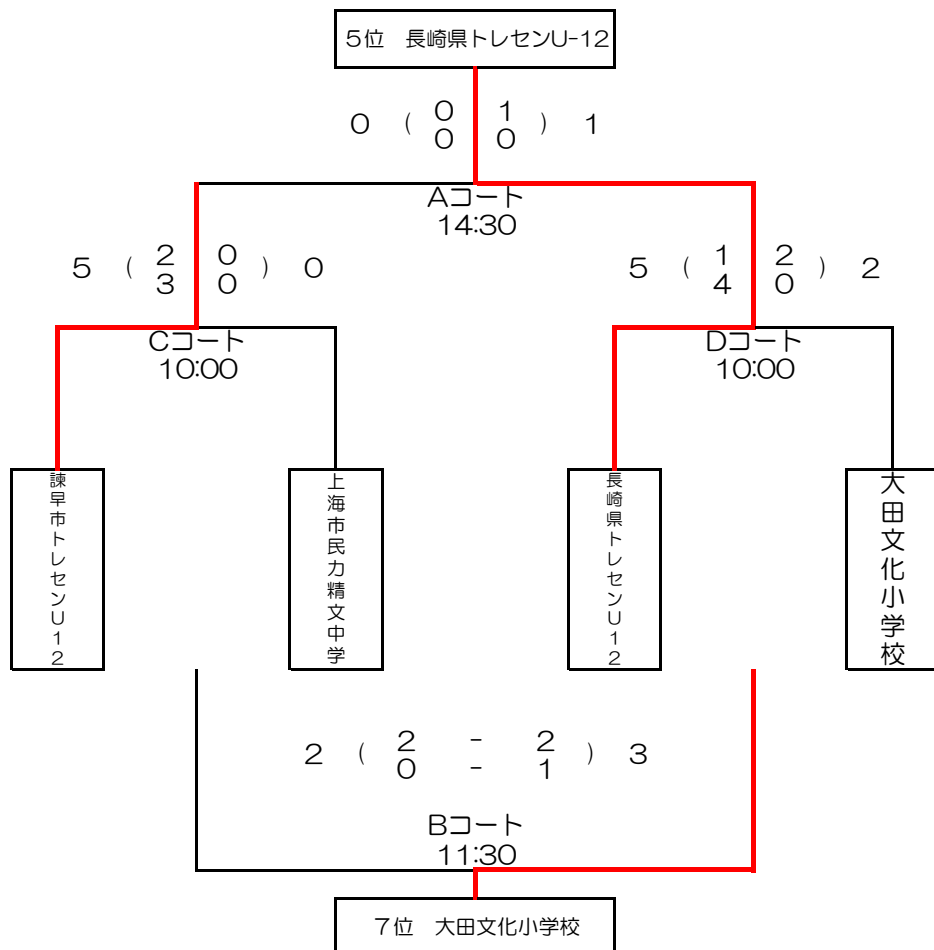 5位　長崎県トレセンU-12
0 ( 0 1 ) 1
0 0
Aコート
14:30
5 ( 2 0 ) 0
3 0
5 ( 1 2 ) 2
4 0
Cコート
10:00
Dコート
10:00
諫早市トレセンU12
上海市民力精文中学
長崎県トレセンU12
大田文化小学校
2 ( 2 - 2 ) 3
0 - 1
Bコート
11:30
7位　大田文化小学校